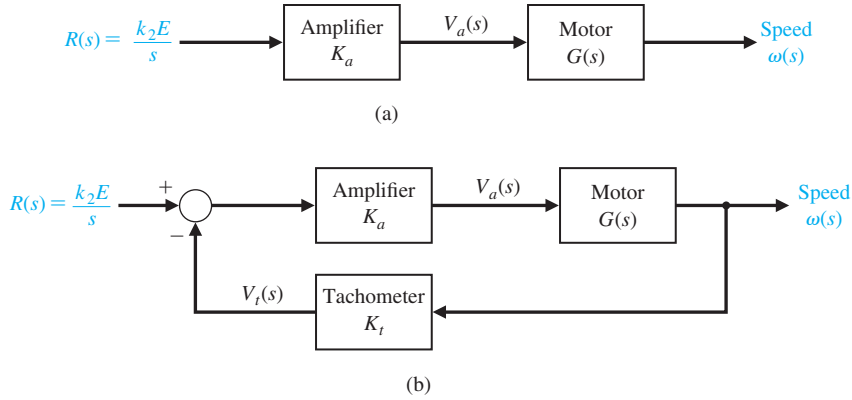 R(s) = k₂E/s
Amplifier
Kₐ
Vₐ(s)
Motor
G(s)
Speed
ω(s)
(a)
R(s) = k₂E/s
+
−
Amplifier
Kₐ
Vₐ(s)
Motor
G(s)
Speed
ω(s)
Vₜ(s)
Tachometer
Kₜ
(b)